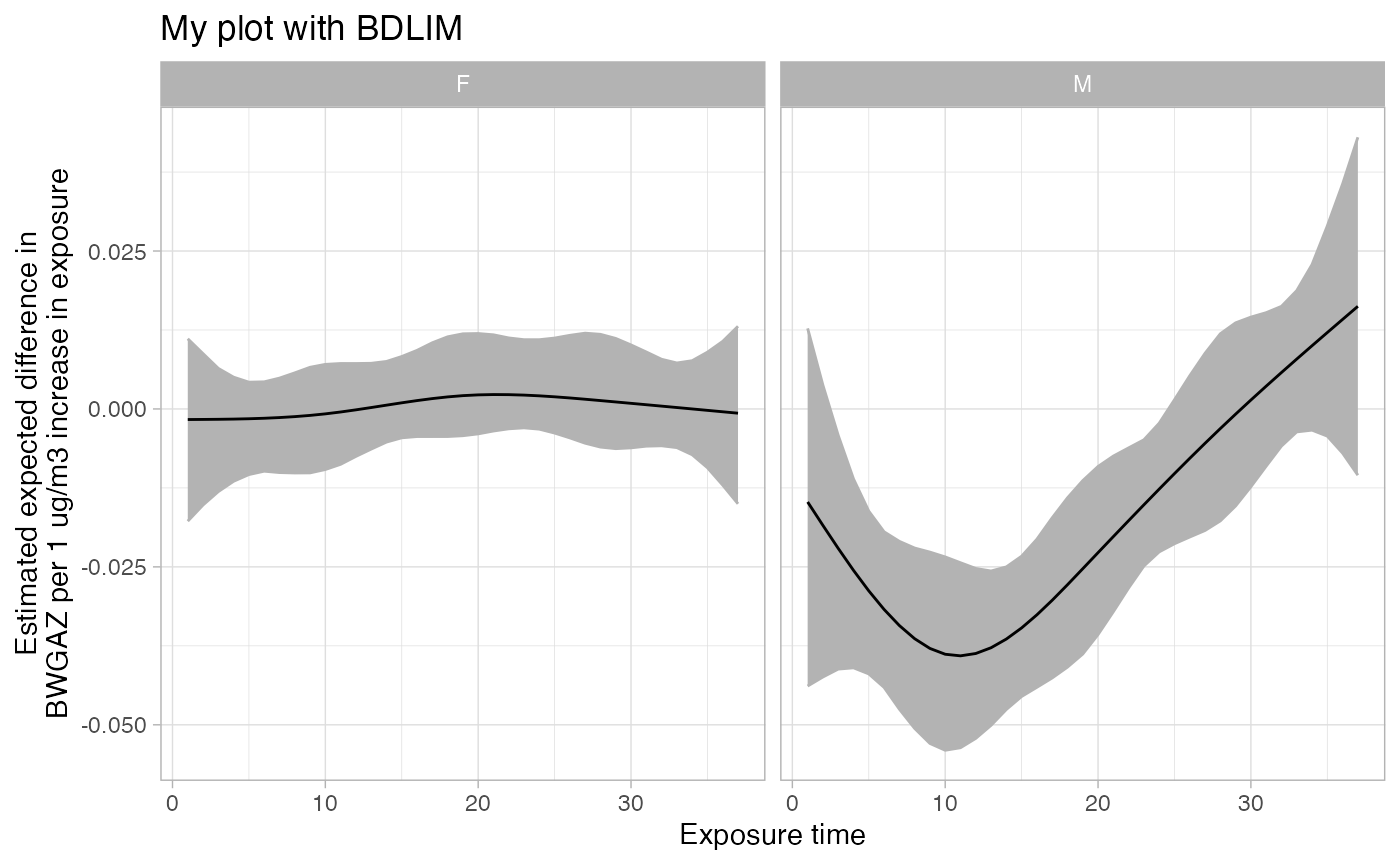 My plot with BDLIM
F
M
Estimated expected difference in
BWGAZ per 1 ug/m3 increase in exposure
0.025
0.000
-0.025
-0.050
0 10 20 30
0 10 20 30
Exposure time